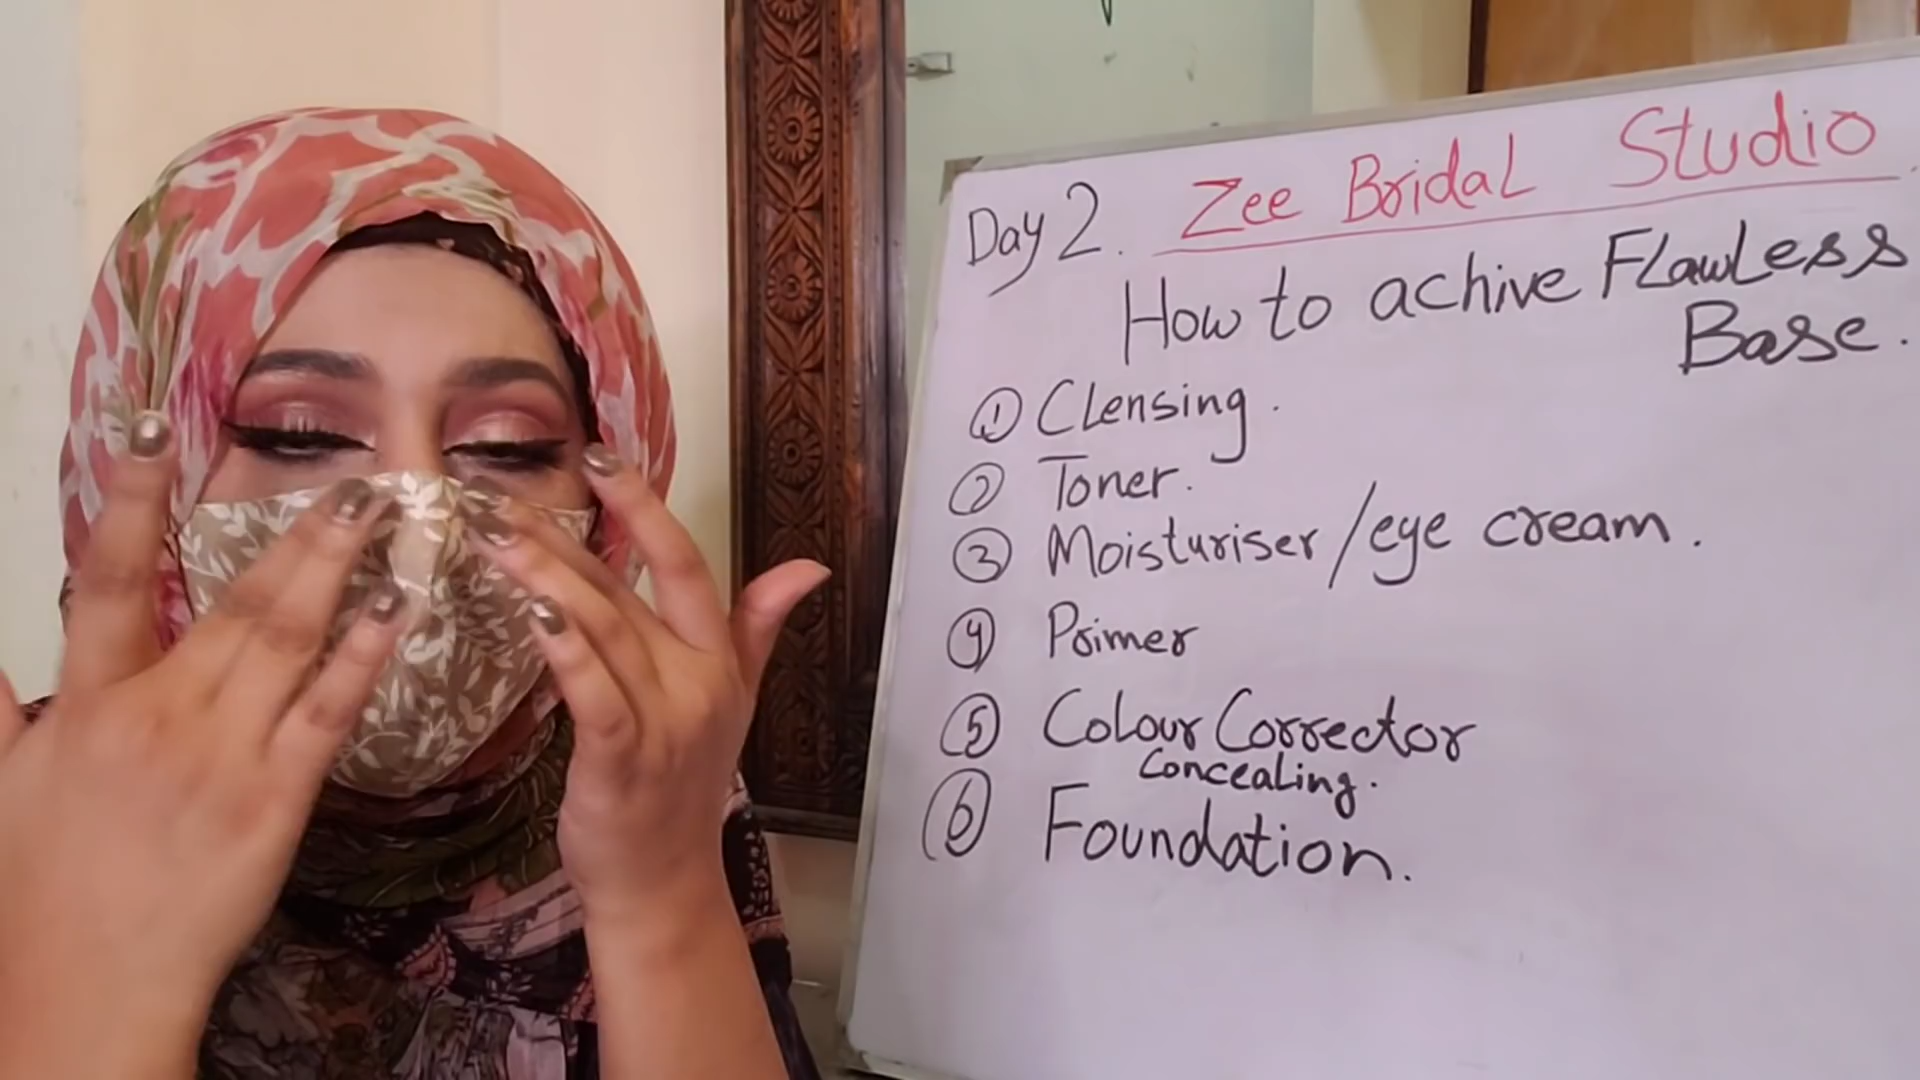 Day 2. Zee Bridal Studio
How to achive Flawless
Base.
1 Clensing.
2 Toner.
3 Moisturiser/eye cream.
4 Primer
5 Colour Corrector
Concealing.
6 Foundation.